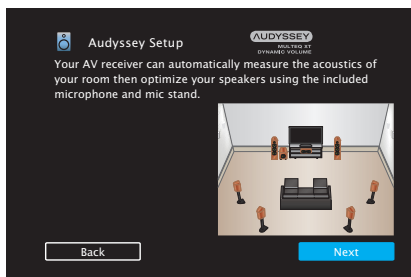 Audyssey Setup
AUDYSSEY
MULTEQ XT
DYNAMIC VOLUME
Your AV receiver can automatically measure the acoustics of
your room then optimize your speakers using the included
microphone and mic stand.
Back
Next